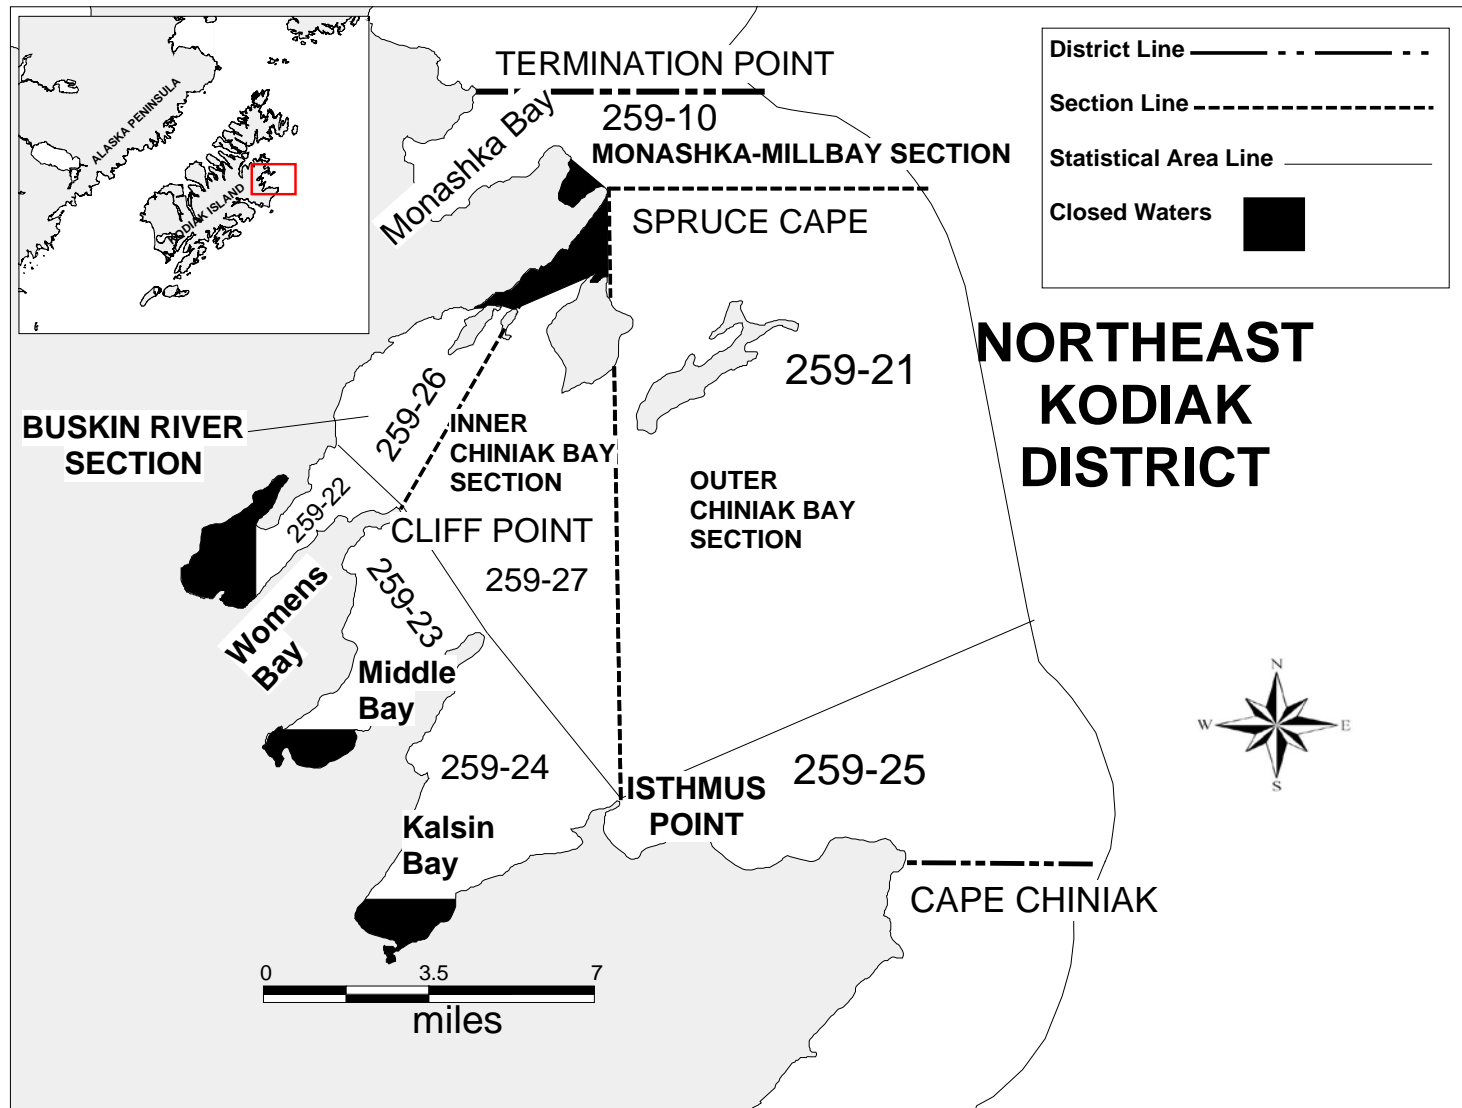 ALASKA PENINSULA
KODIAK ISLAND
TERMINATION POINT
Monashka Bay
259-10
MONASHKA-MILLBAY SECTION
SPRUCE CAPE
District Line
Section Line
Statistical Area Line
Closed Waters
NORTHEAST
KODIAK
DISTRICT
259-21
259-26
BUSKIN RIVER
SECTION
INNER
CHINIAK BAY
SECTION
OUTER
CHINIAK BAY
SECTION
259-22
CLIFF POINT
259-27
259-23
Womens
Bay
Middle
Bay
259-24
259-25
ISTHMUS
POINT
Kalsin
Bay
CAPE CHINIAK
N
W
E
S
0
3.5
7
miles